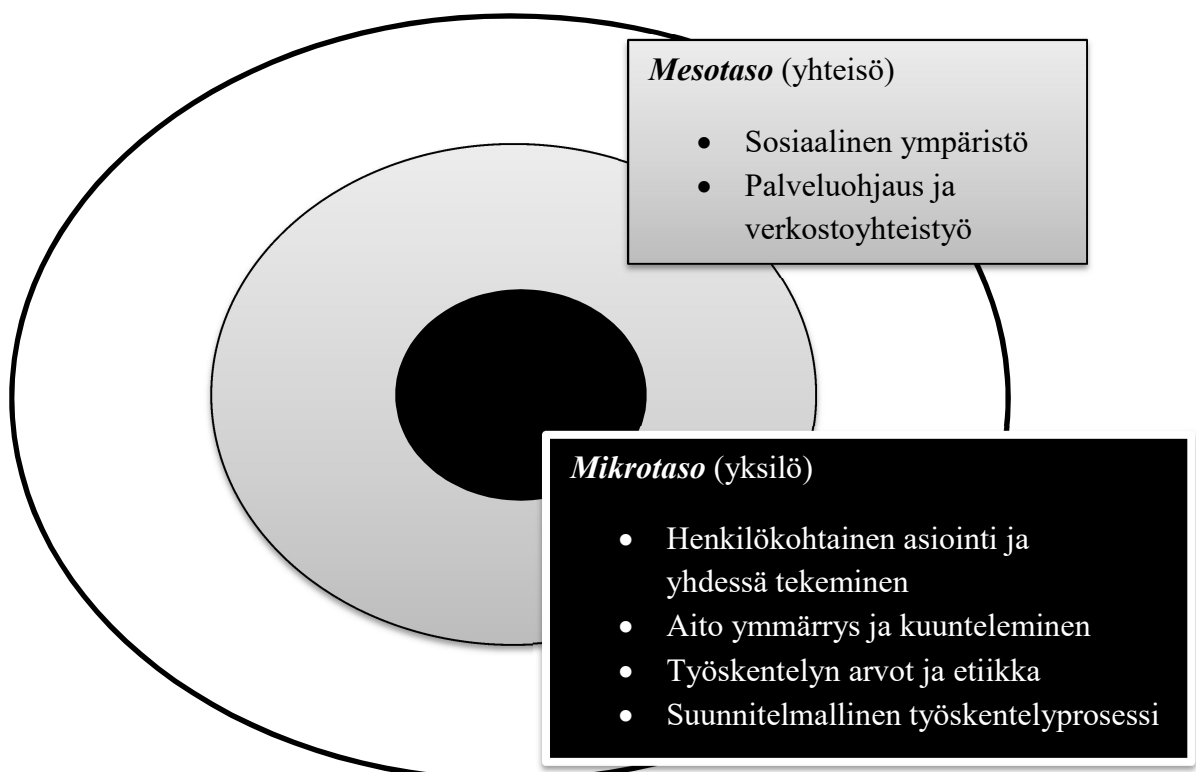 Mesotaso (yhteisö)
• Sosiaalinen ympäristö
• Palveluohjaus ja
verkostoyhteistyö
Mikrotaso (yksilö)
• Henkilökohtainen asiointi ja
yhdessä tekeminen
• Aito ymmärrys ja kuunteleminen
• Työskentelyn arvot ja etiikka
• Suunnitelmallinen työskentelyprosessi